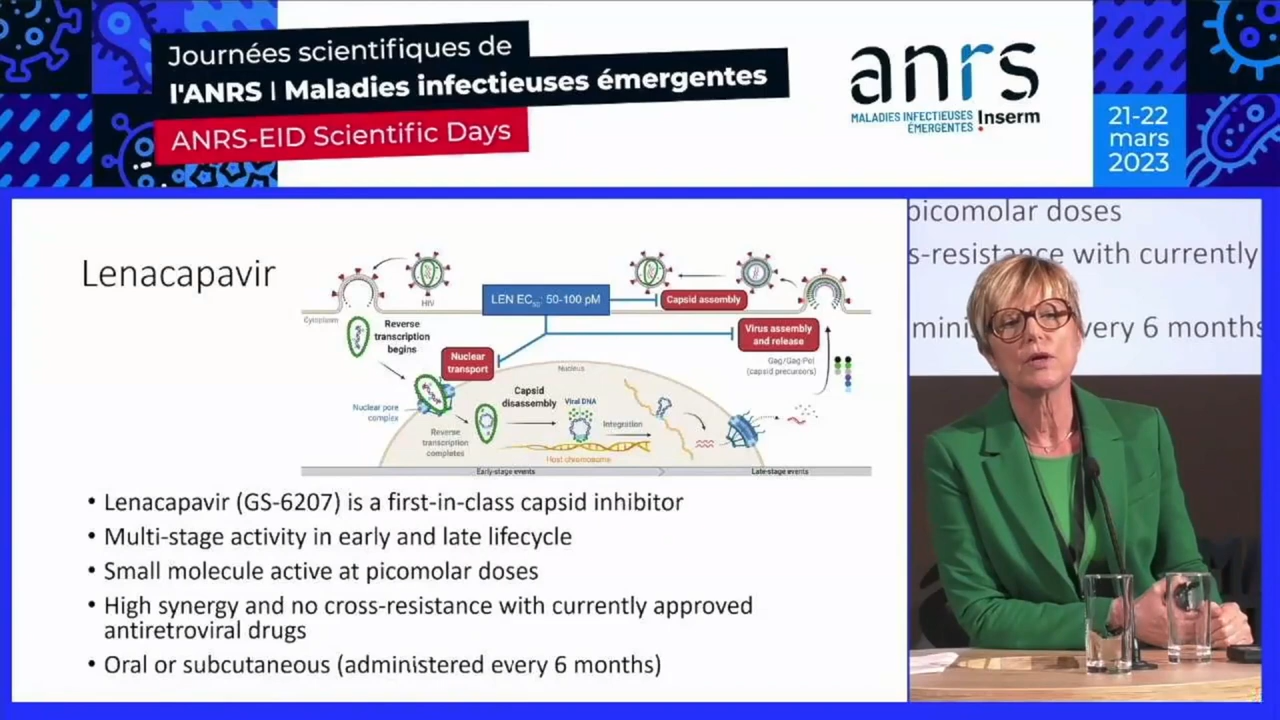 Journées scientifiques de
l'ANRS | Maladies infectieuses émergentes
ANRS-EID Scientific Days
anrs
MALADIES INFECTIEUSES
ÉMERGENTES
Inserm
21-22
mars
2023
Lenacapavir
HIV
LEN EC50: 50-100 pM
Capsid assembly
Cytoplasm
Reverse
transcription
begins
Virus assembly
and release
Nuclear
transport
Nucleus
Gag/Gag-Pol
(capsid precursors)
Capsid
disassembly
Viral DNA
Nuclear pore
complex
Integration
Reverse
transcription
completes
Host chromosome
Early-stage events
Late-stage events
• Lenacapavir (GS-6207) is a first-in-class capsid inhibitor
• Multi-stage activity in early and late lifecycle
• Small molecule active at picomolar doses
• High synergy and no cross-resistance with currently approved
antiretroviral drugs
• Oral or subcutaneous (administered every 6 months)
picomolar doses
s-resistance with currently
minis every 6 months